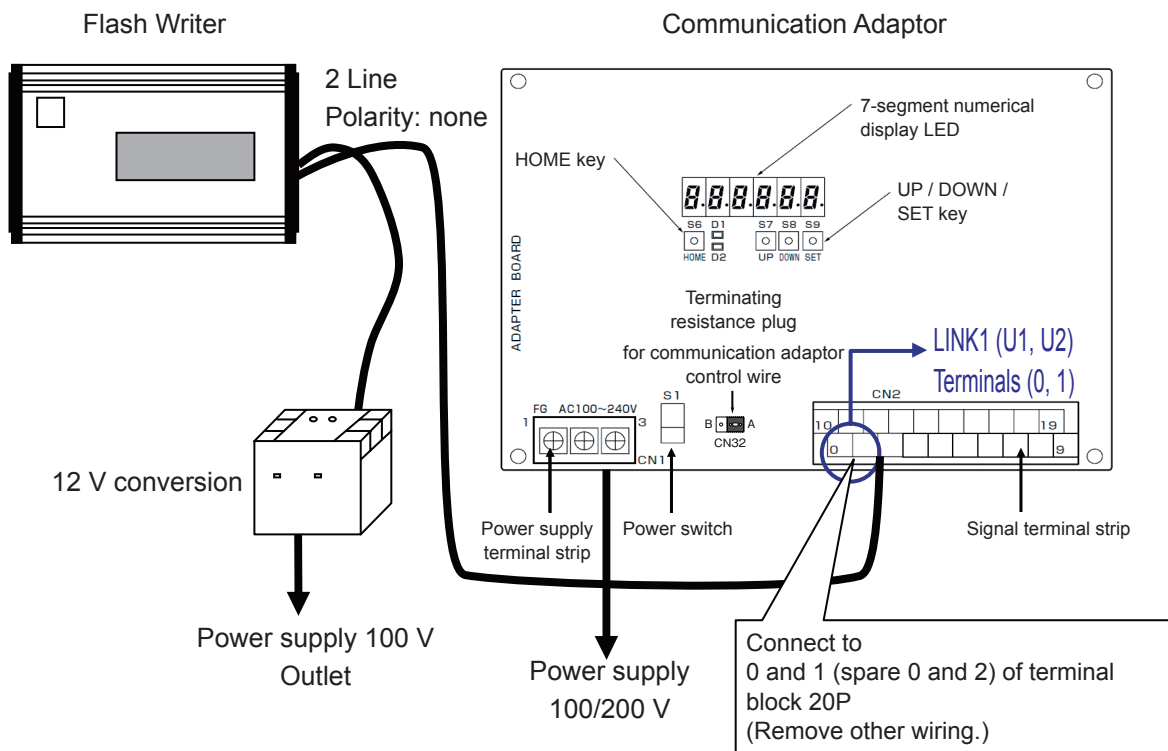 Flash Writer
Communication Adaptor
2 Line
Polarity: none
7-segment numerical
display LED
HOME key
UP / DOWN /
SET key
8.8.8.8.8.8.
S6 D1 S7 S8 S9
HOME D2 UP DOWN SET
ADAPTER BOARD
Terminating
resistance plug
for communication adaptor
control wire
LINK1 (U1, U2)
Terminals (0, 1)
CN2
S1
FG AC100~240V
1 3
B A
CN32
CN1
10 19
0 9
12 V conversion
Power supply
terminal strip
Power switch
Signal terminal strip
Power supply 100 V
Outlet
Power supply
100/200 V
Connect to
0 and 1 (spare 0 and 2) of terminal
block 20P
(Remove other wiring.)